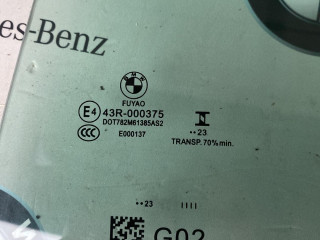 es-Benz
BMW
FUYAO
E4 43R-000375
DOT782M61385AS2
CCC E000137
II
··23
TRANSP. 70% min.
··23 IIII
G02